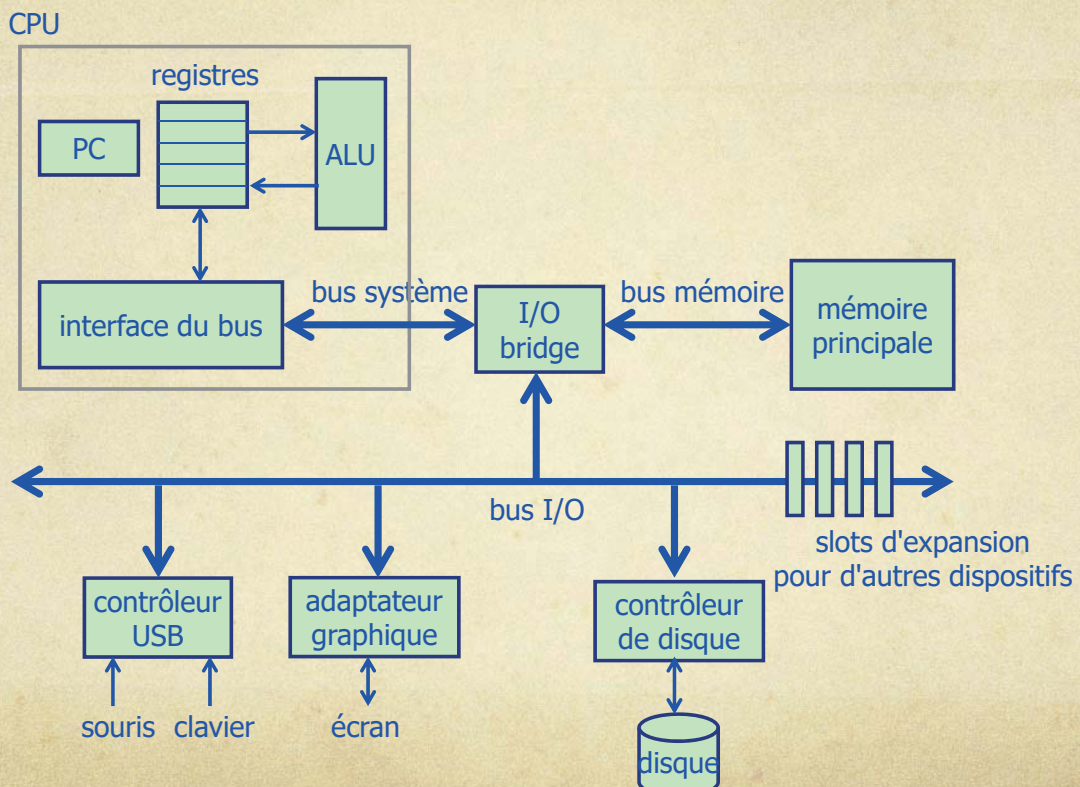 CPU
registres
PC
ALU
interface du bus
bus système
I/O
bridge
bus mémoire
mémoire
principale
bus I/O
slots d'expansion
pour d'autres dispositifs
contrôleur
USB
adaptateur
graphique
contrôleur
de disque
souris
clavier
écran
disque